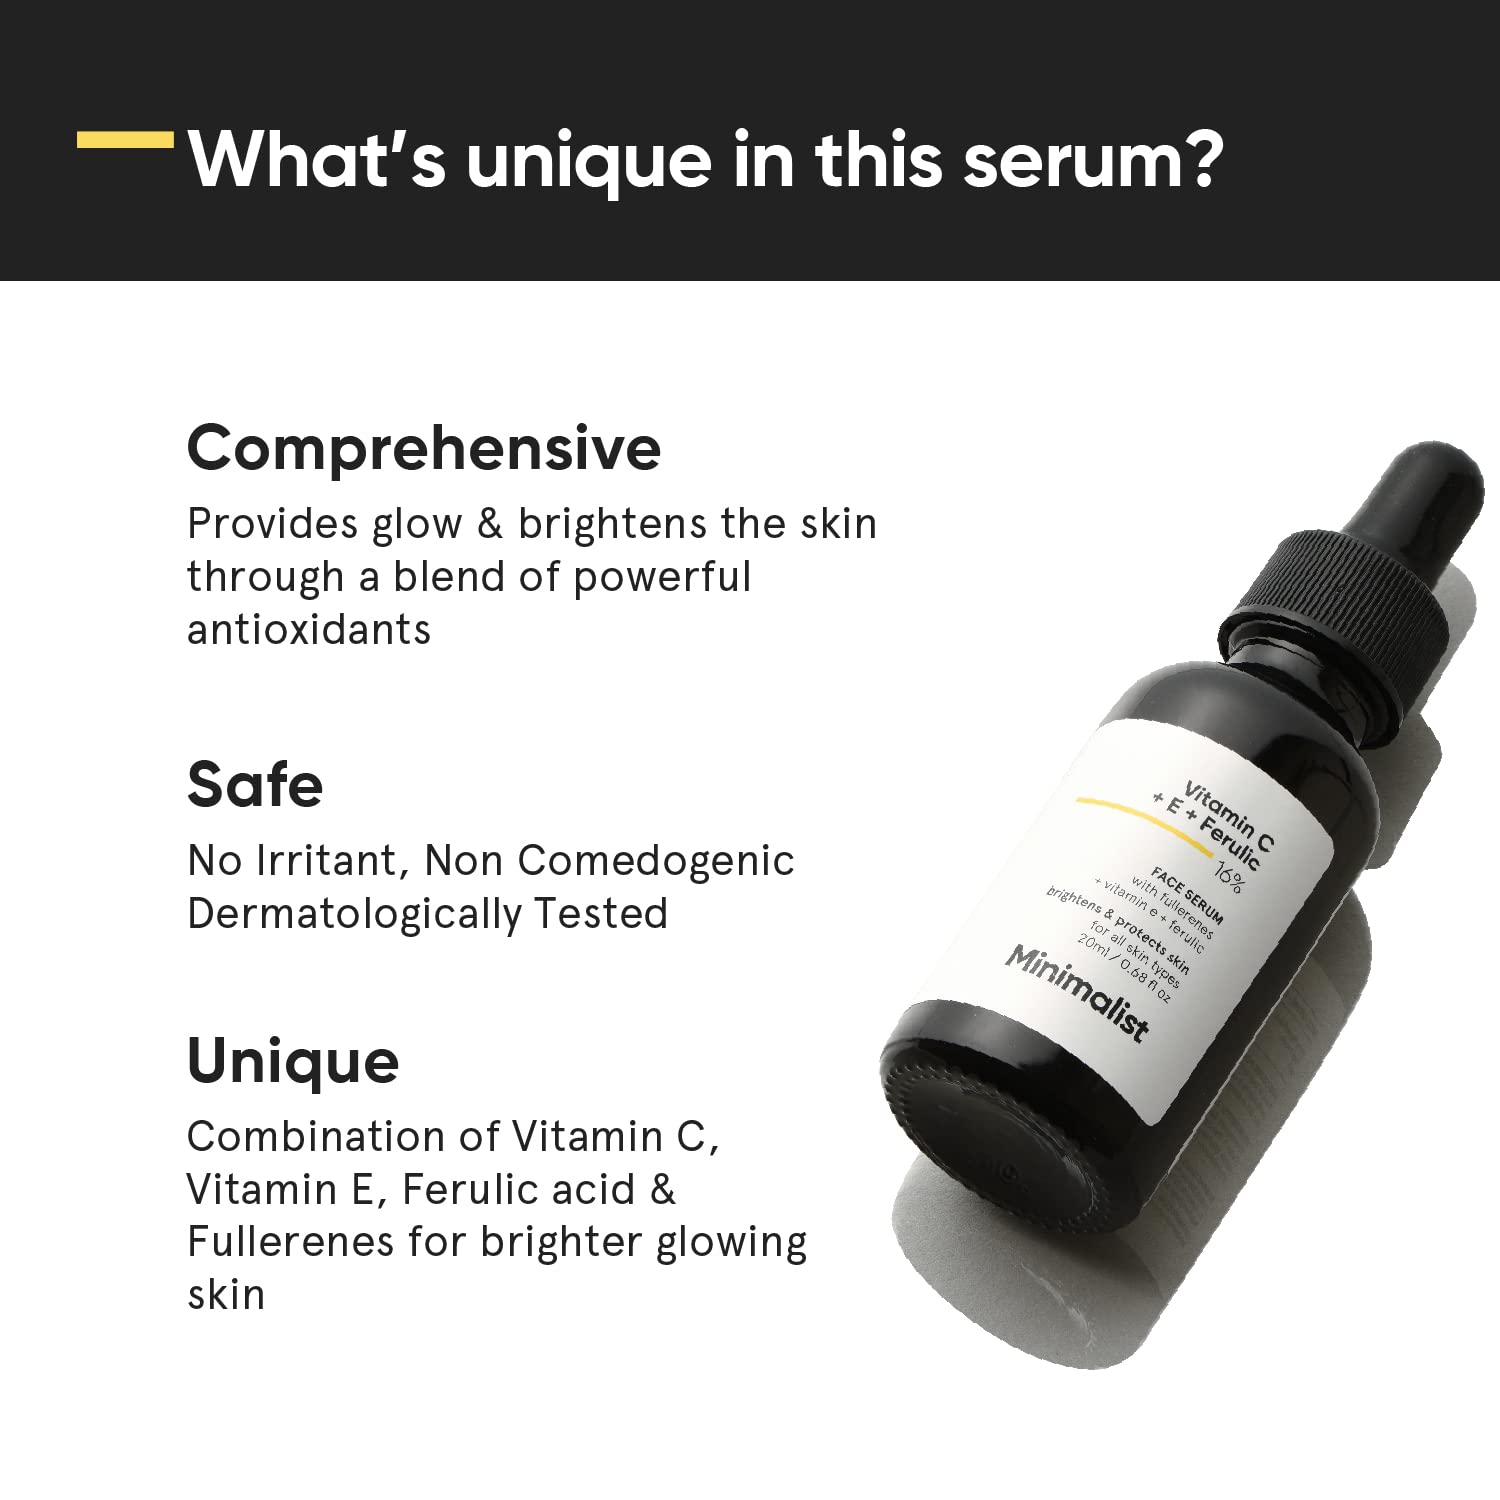 What's unique in this serum?
Comprehensive
Provides glow & brightens the skin
through a blend of powerful
antioxidants
Safe
No Irritant, Non Comedogenic
Dermatologically Tested
Unique
Combination of Vitamin C,
Vitamin E, Ferulic acid &
Fullerenes for brighter glowing
skin
Vitamin C
+ E + Ferulic
16%
FACE SERUM
with fullerenes
+ vitamin e + ferulic
brightens & protects skin
for all skin types
20ml / 0.68 fl oz
Minimalist